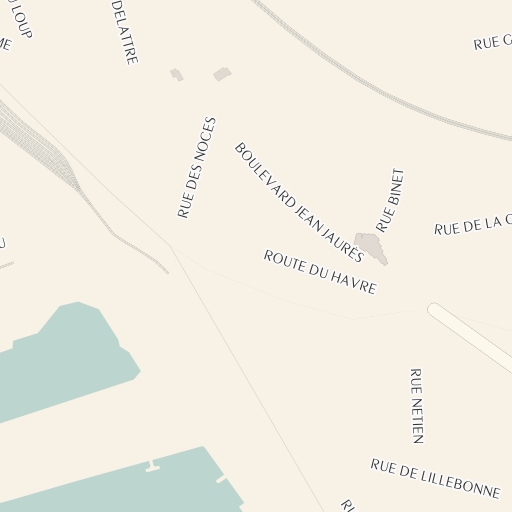 LOUP
DELATTRE
RUE G
RUE DES NOCES
BOULEVARD JEAN JAURÈS
RUE BINET
RUE DE LA
ROUTE DU HAVRE
RUE NETIEN
RUE DE LILLEBONNE